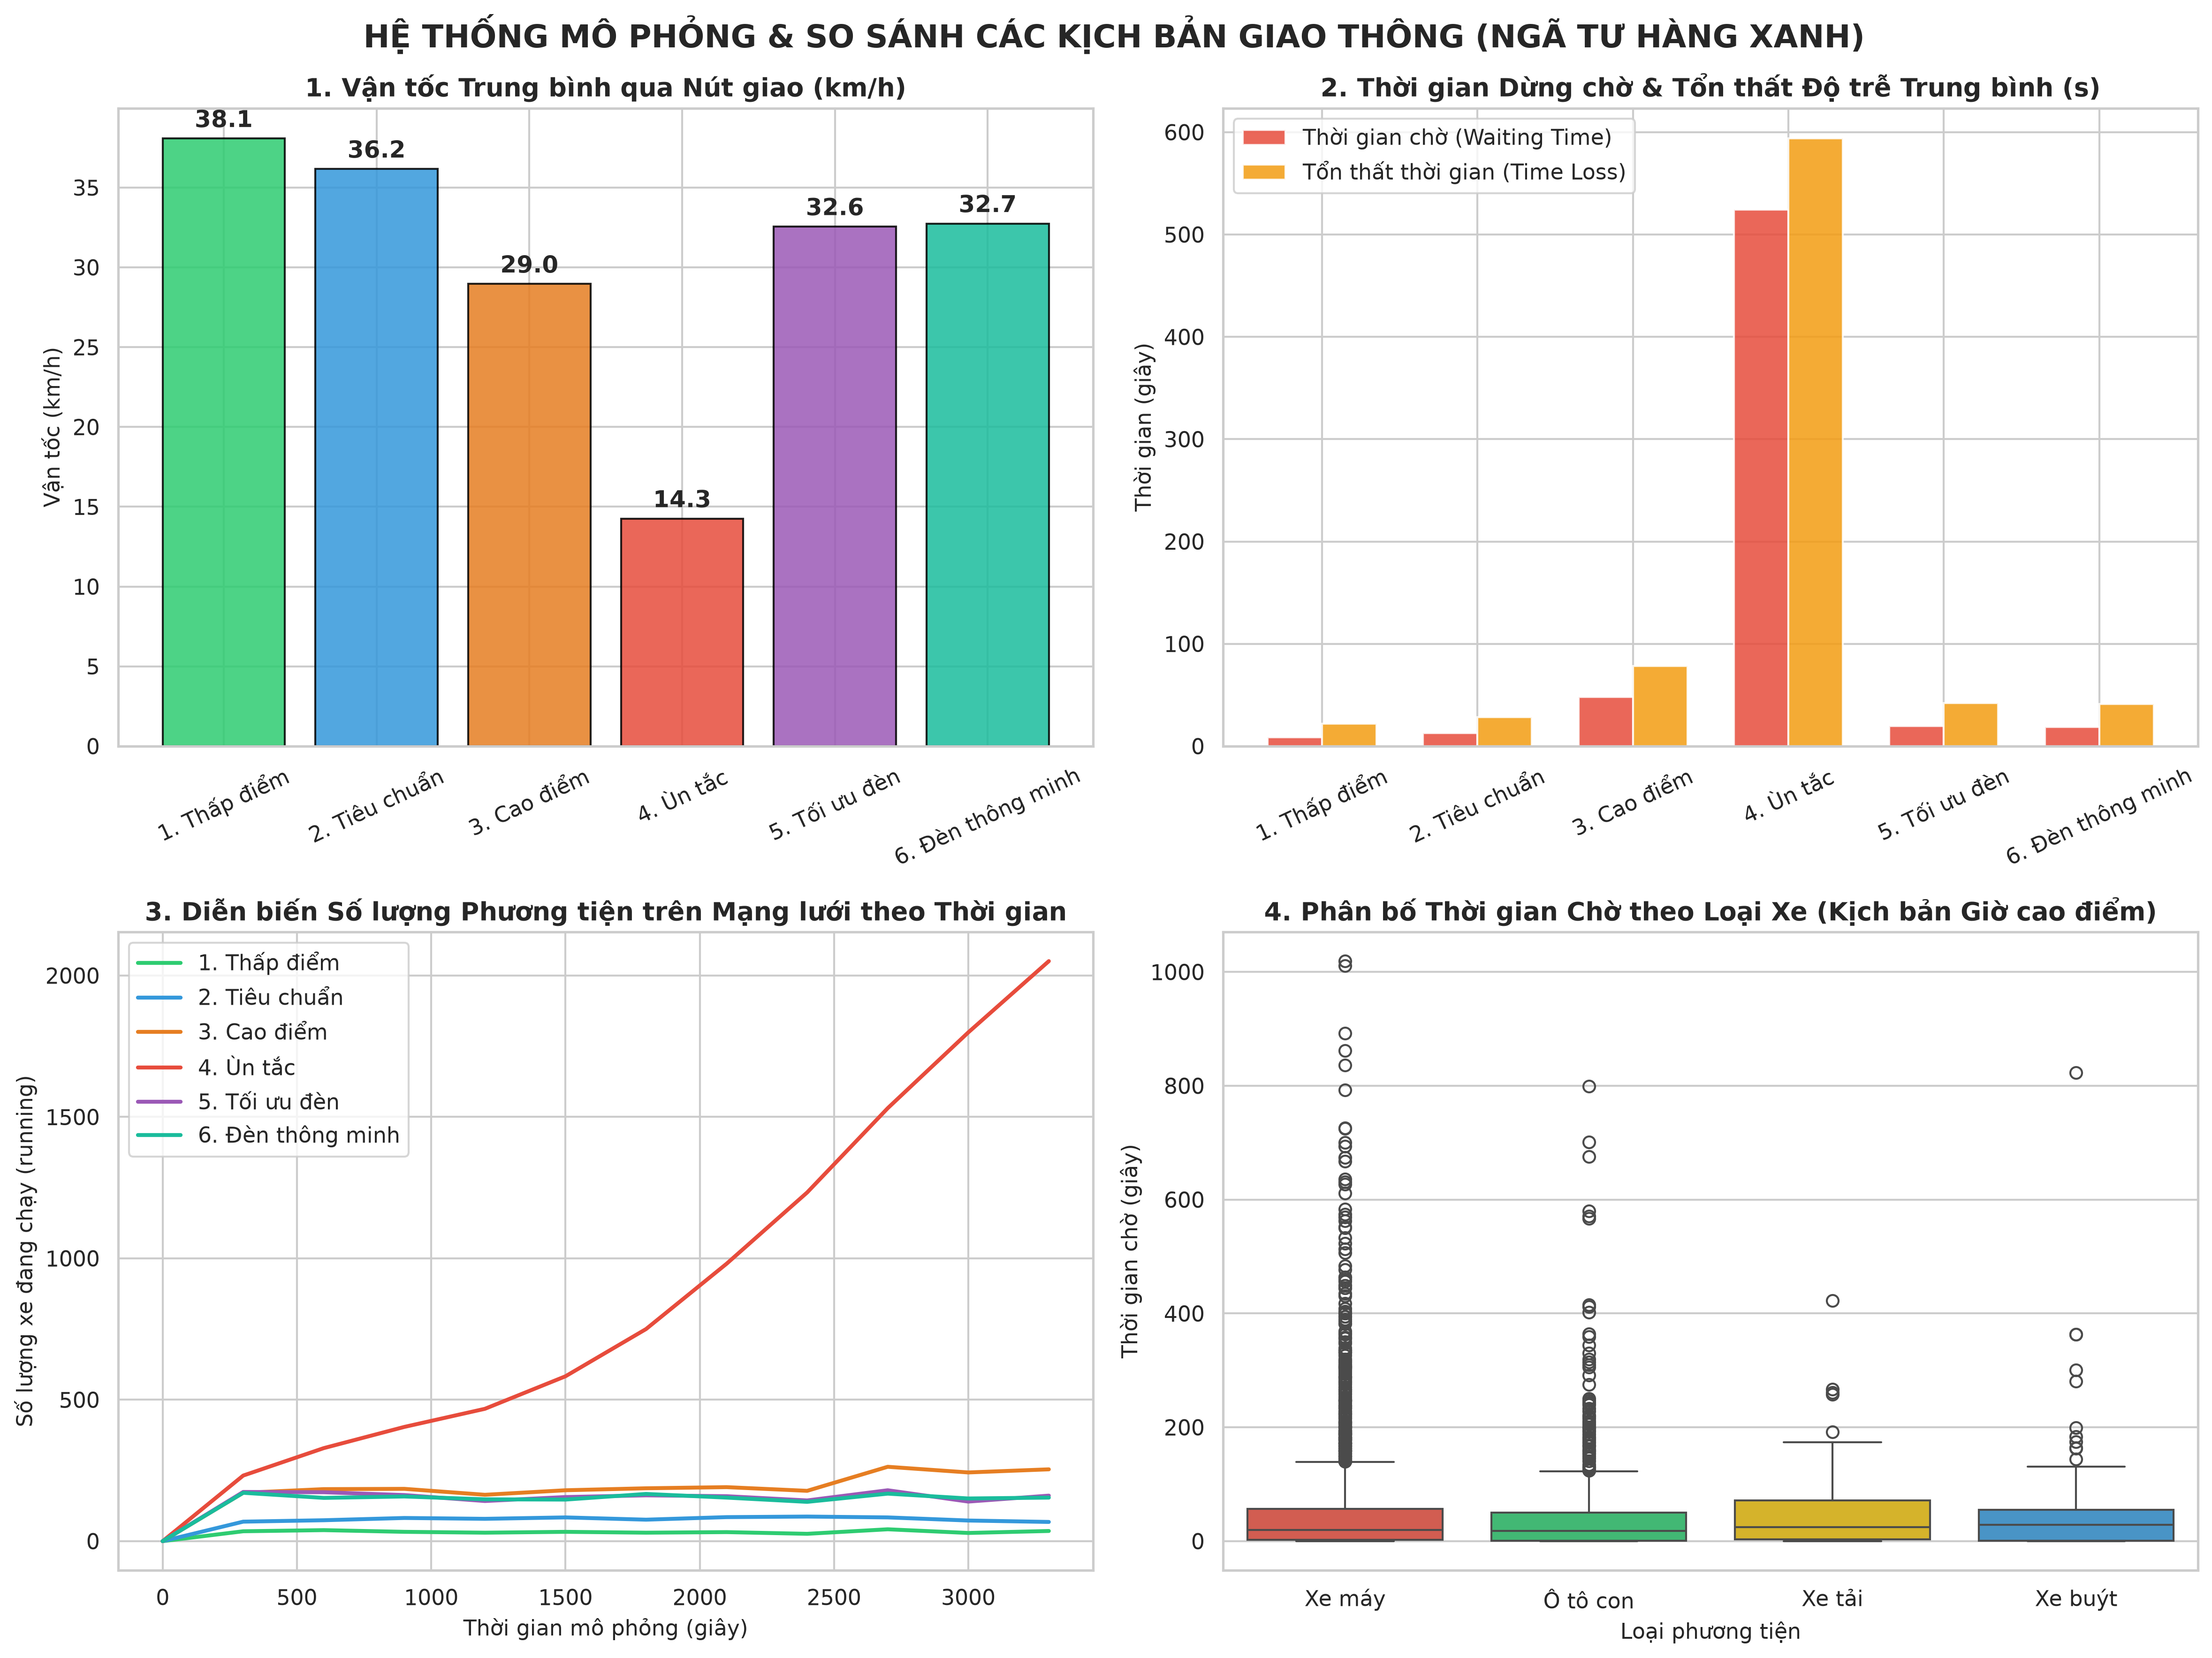 HỆ THỐNG MÔ PHỎNG & SO SÁNH CÁC KỊCH BẢN GIAO THÔNG (NGÃ TƯ HÀNG XANH)
1. Vận tốc Trung bình qua Nút giao (km/h)
Vận tốc (km/h)
35
30
25
20
15
10
5
0
38.1
36.2
29.0
14.3
32.6
32.7
1. Thấp điểm
2. Tiêu chuẩn
3. Cao điểm
4. Ùn tắc
5. Tối ưu đèn
6. Đèn thông minh
2. Thời gian Dừng chờ & Tổn thất Độ trễ Trung bình (s)
Thời gian chờ (Waiting Time)
Tổn thất thời gian (Time Loss)
Thời gian (giây)
600
500
400
300
200
100
0
1. Thấp điểm
2. Tiêu chuẩn
3. Cao điểm
4. Ùn tắc
5. Tối ưu đèn
6. Đèn thông minh
3. Diễn biến Số lượng Phương tiện trên Mạng lưới theo Thời gian
1. Thấp điểm
2. Tiêu chuẩn
3. Cao điểm
4. Ùn tắc
5. Tối ưu đèn
6. Đèn thông minh
Số lượng xe đang chạy (running)
2000
1500
1000
500
0
0
500
1000
1500
2000
2500
3000
Thời gian mô phỏng (giây)
4. Phân bố Thời gian Chờ theo Loại Xe (Kịch bản Giờ cao điểm)
Thời gian chờ (giây)
1000
800
600
400
200
0
Xe máy
Ô tô con
Xe tải
Xe buýt
Loại phương tiện